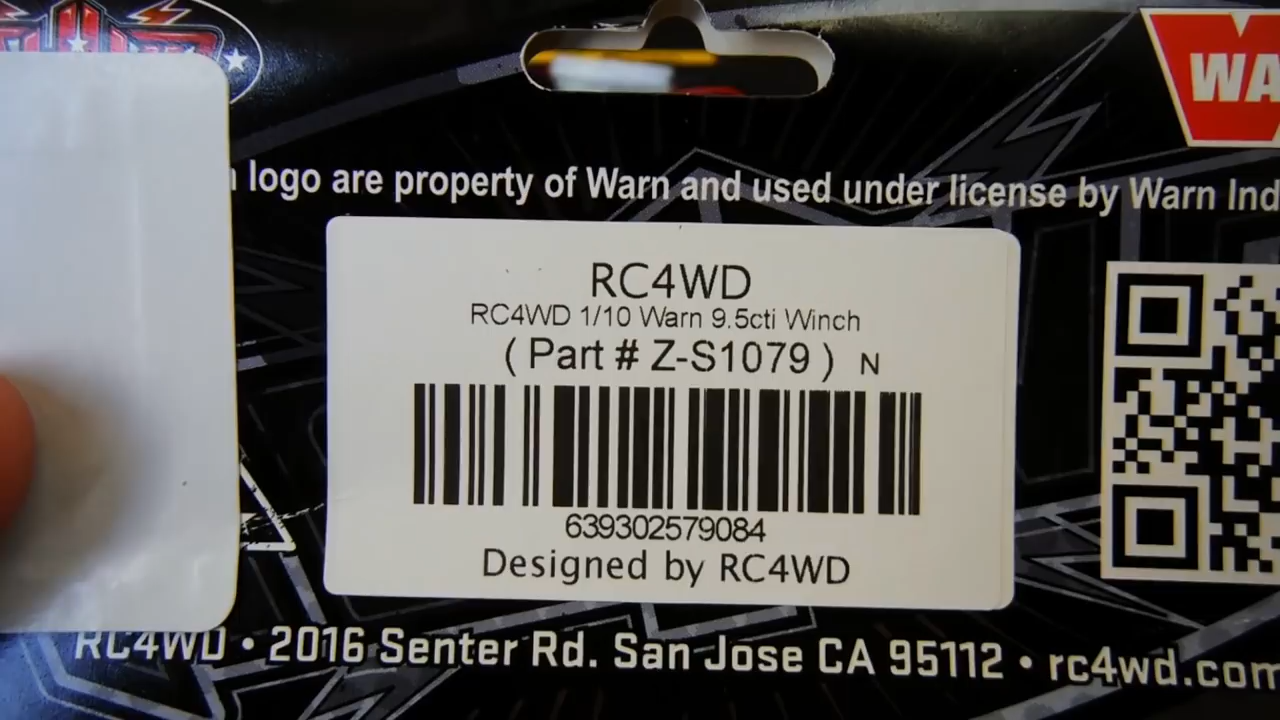 WA
logo are property of Warn and used under license by Warn Ind
RC4WD
RC4WD 1/10 Warn 9.5cti Winch
( Part # Z-S1079 ) N
639302579084
Designed by RC4WD
RC4WD • 2016 Senter Rd. San Jose CA 95112 • rc4wd.com